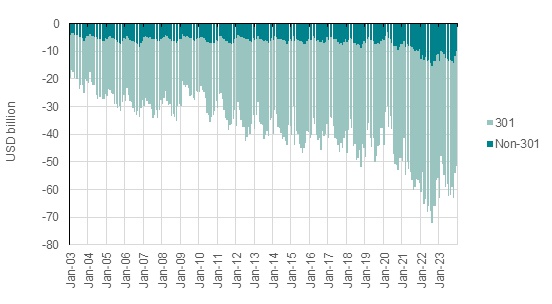 0
-10
-20
-30
-40
-50
-60
-70
-80
USD billion
Jan-03
Jan-04
Jan-05
Jan-06
Jan-07
Jan-08
Jan-09
Jan-10
Jan-11
Jan-12
Jan-13
Jan-14
Jan-15
Jan-16
Jan-17
Jan-18
Jan-19
Jan-20
Jan-21
Jan-22
Jan-23
301
Non-301